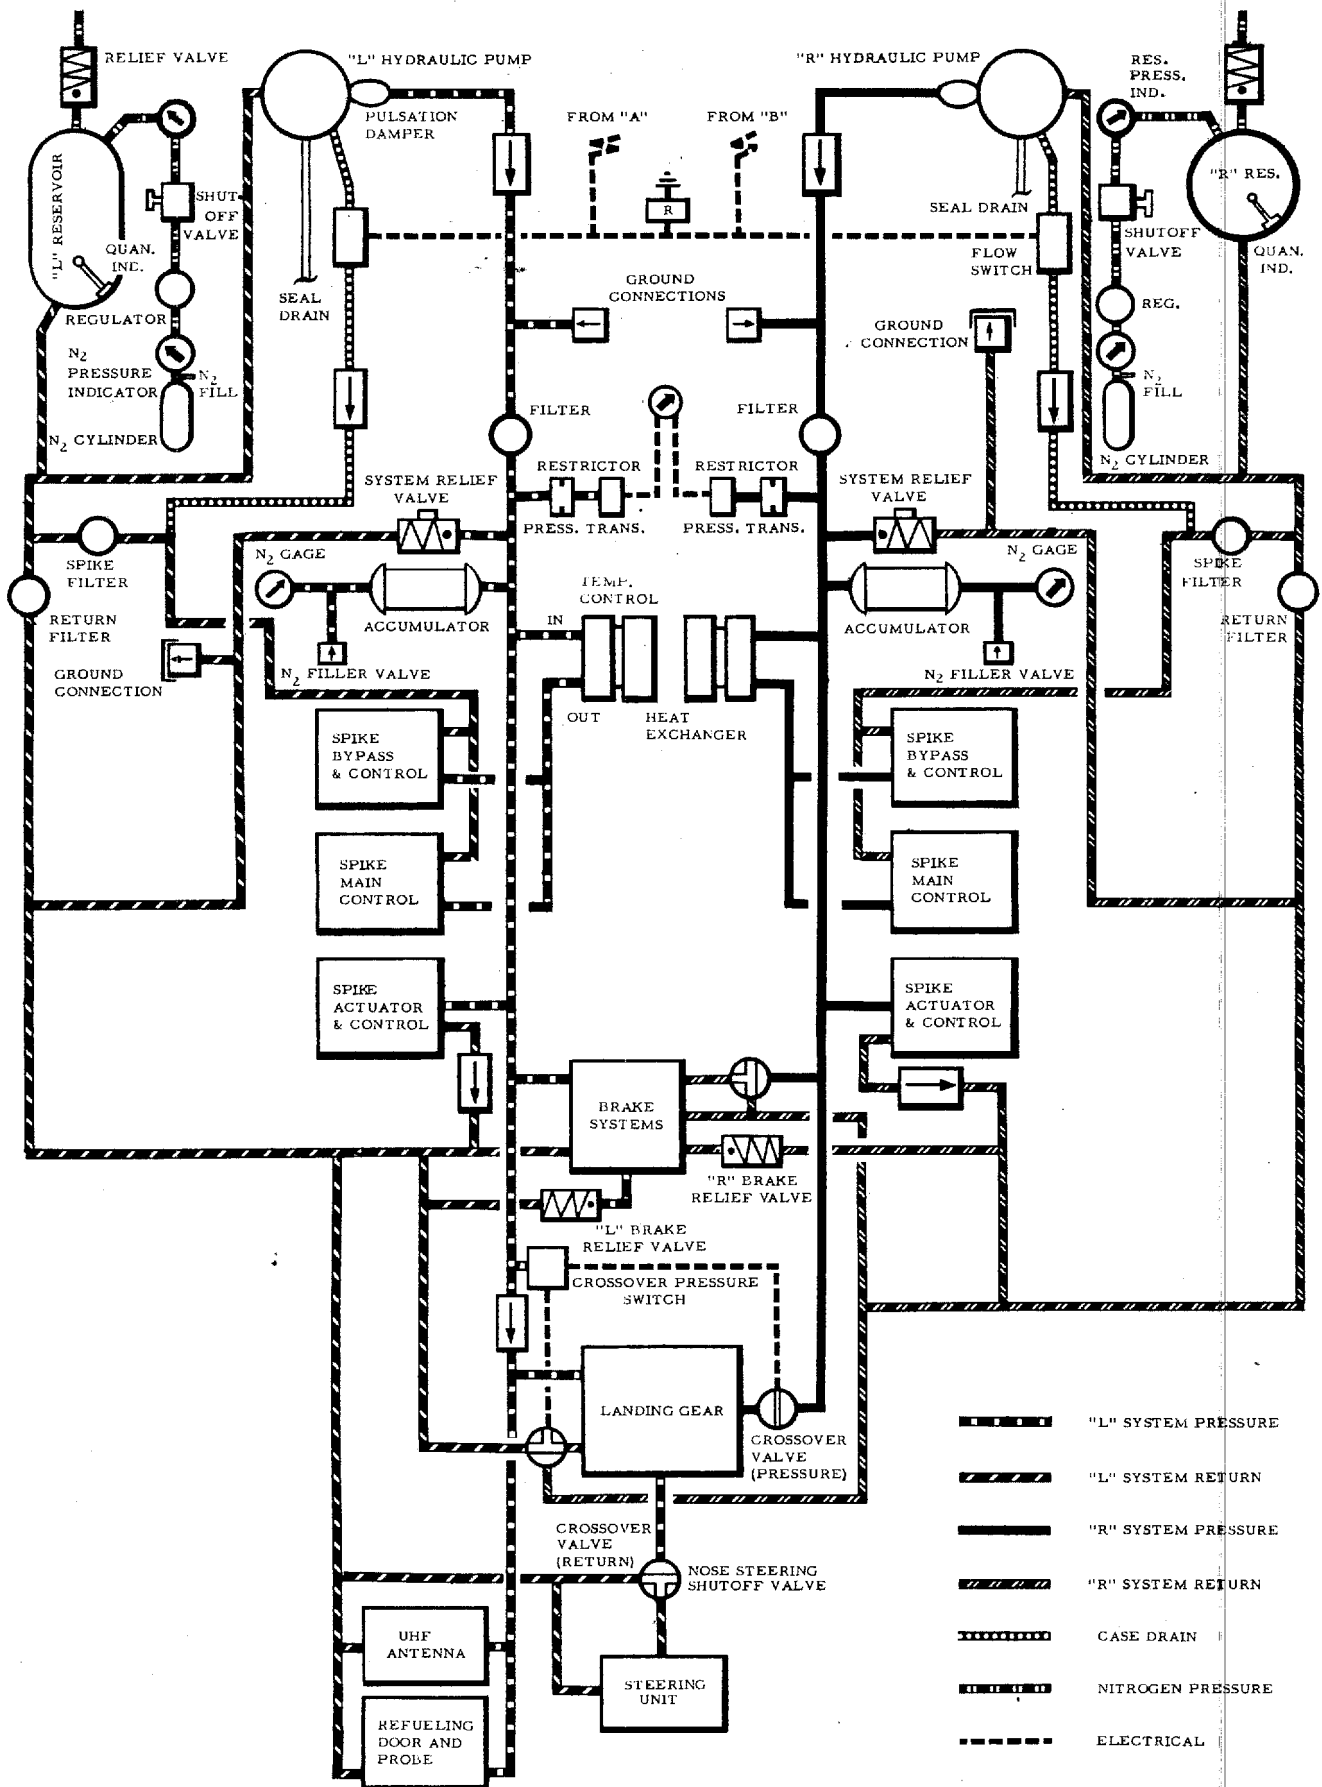 RELIEF VALVE
"L" HYDRAULIC PUMP
"R" HYDRAULIC PUMP
RES.
PRESS.
IND.
PULSATION
DAMPER
FROM "A"
FROM "B"
"L" RESERVOIR
SHUT-
OFF
VALVE
R
"R" RES.
SEAL DRAIN
SHUTOFF
VALVE
QUAN.
IND.
FLOW
SWITCH
QUAN.
IND.
SEAL
DRAIN
GROUND
CONNECTIONS
REGULATOR
REG.
GROUND
CONNECTION
N2
PRESSURE
INDICATOR
N2
FILL
N2
FILL
FILTER
FILTER
N2 CYLINDER
N2 CYLINDER
RESTRICTOR
RESTRICTOR
SYSTEM RELIEF
VALVE
SYSTEM RELIEF
VALVE
PRESS. TRANS.
PRESS. TRANS.
N2 GAGE
N2 GAGE
SPIKE
FILTER
SPIKE
FILTER
TEMP.
CONTROL
IN
RETURN
FILTER
ACCUMULATOR
ACCUMULATOR
RETURN
FILTER
GROUND
CONNECTION
N2 FILLER VALVE
N2 FILLER VALVE
OUT
HEAT
EXCHANGER
SPIKE
BYPASS
& CONTROL
SPIKE
BYPASS
& CONTROL
SPIKE
MAIN
CONTROL
SPIKE
MAIN
CONTROL
SPIKE
ACTUATOR
& CONTROL
SPIKE
ACTUATOR
& CONTROL
BRAKE
SYSTEMS
"R" BRAKE
RELIEF VALVE
"L" BRAKE
RELIEF VALVE
CROSSOVER PRESSURE
SWITCH
LANDING GEAR
CROSSOVER
VALVE
(PRESSURE)
CROSSOVER
VALVE
(RETURN)
NOSE STEERING
SHUTOFF VALVE
UHF
ANTENNA
STEERING
UNIT
REFUELING
DOOR AND
PROBE
"L" SYSTEM PRESSURE
"L" SYSTEM RETURN
"R" SYSTEM PRESSURE
"R" SYSTEM RETURN
CASE DRAIN
NITROGEN PRESSURE
ELECTRICAL